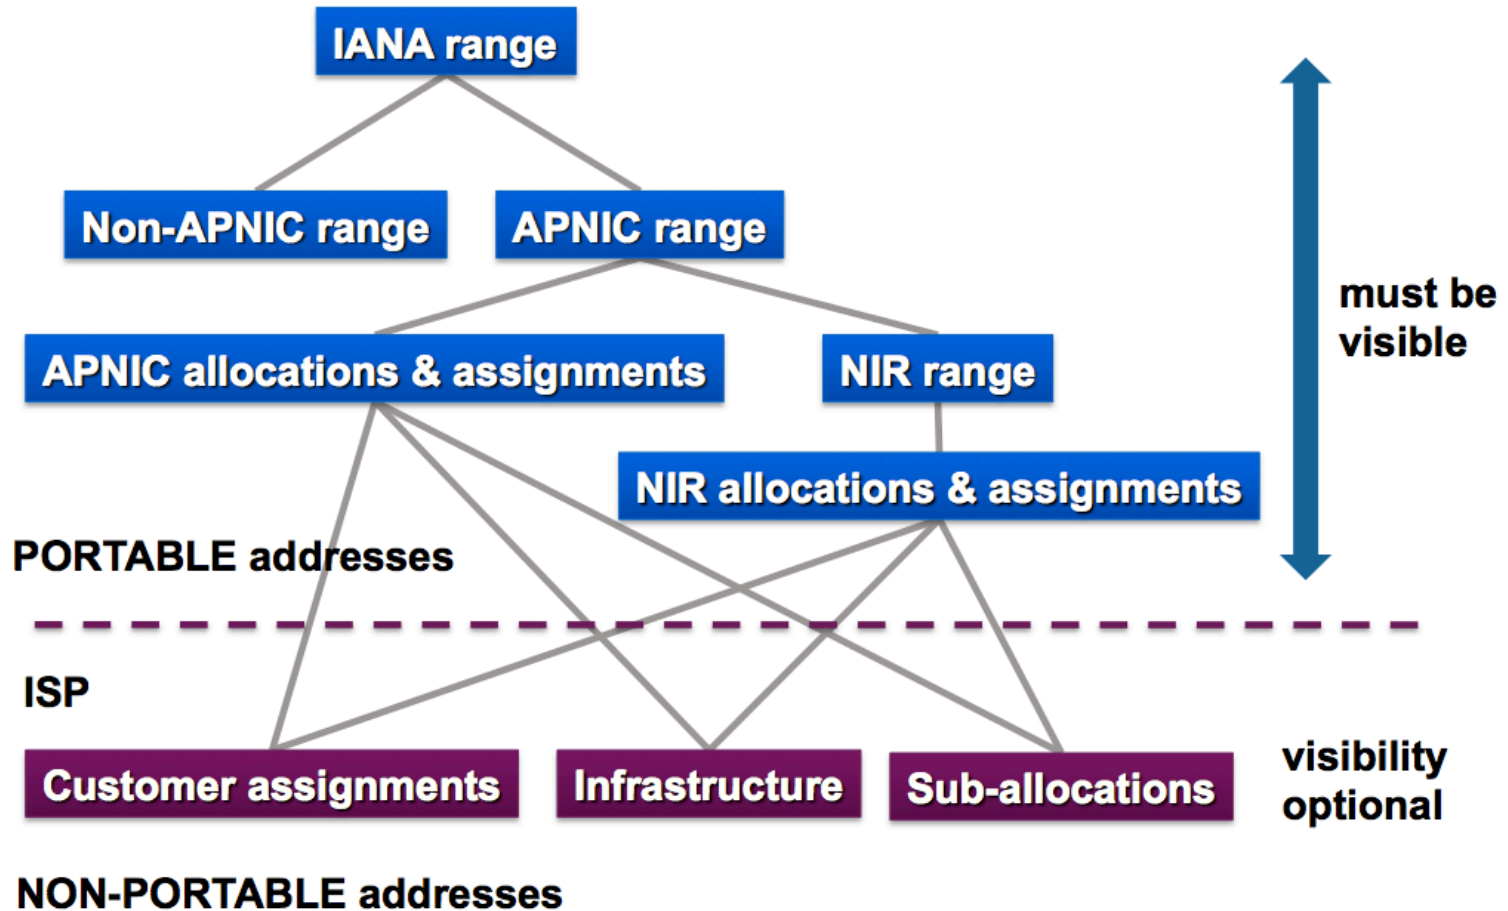 IANA range
Non-APNIC range
APNIC range
must be
visible
APNIC allocations & assignments
NIR range
NIR allocations & assignments
PORTABLE addresses
ISP
Customer assignments
Infrastructure
Sub-allocations
visibility
optional
NON-PORTABLE addresses